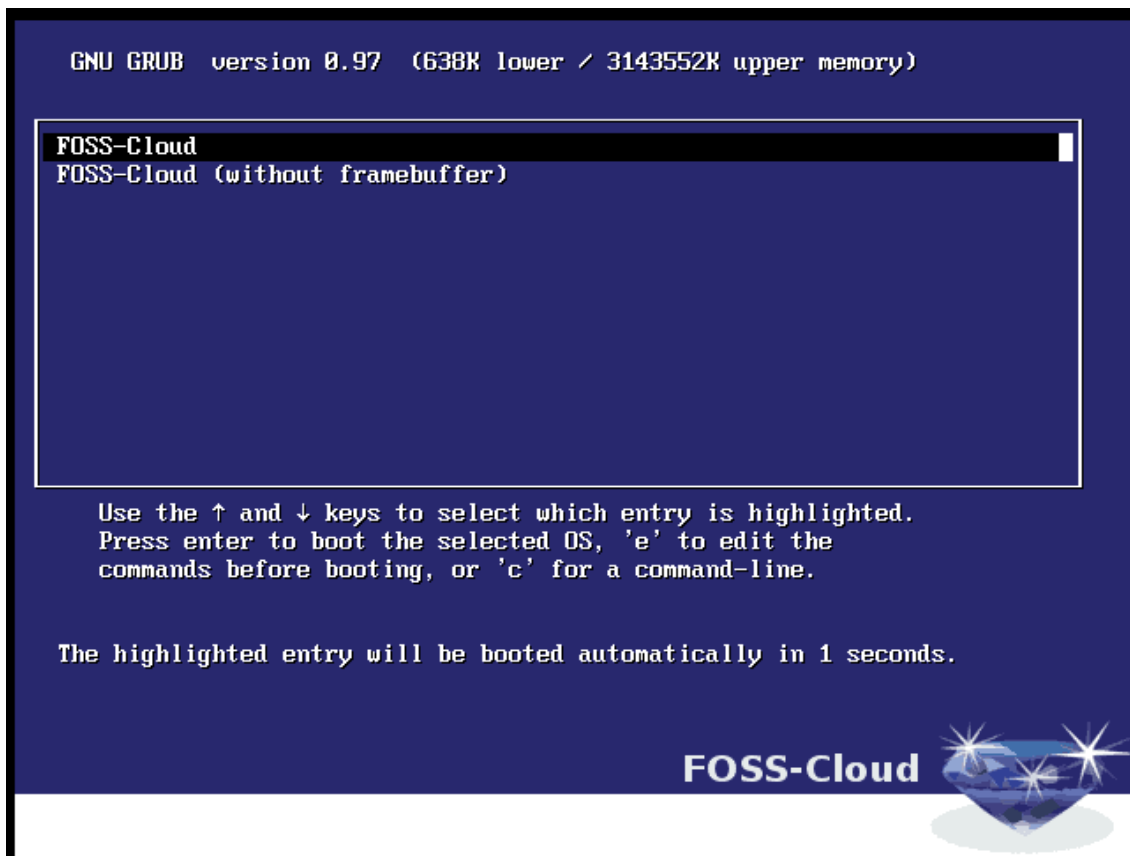 GNU GRUB version 0.97 (638K lower / 3143552K upper memory)
FOSS-Cloud
FOSS-Cloud (without framebuffer)
Use the ↑ and ↓ keys to select which entry is highlighted.
Press enter to boot the selected OS, 'e' to edit the
commands before booting, or 'c' for a command-line.
The highlighted entry will be booted automatically in 1 seconds.
FOSS-Cloud